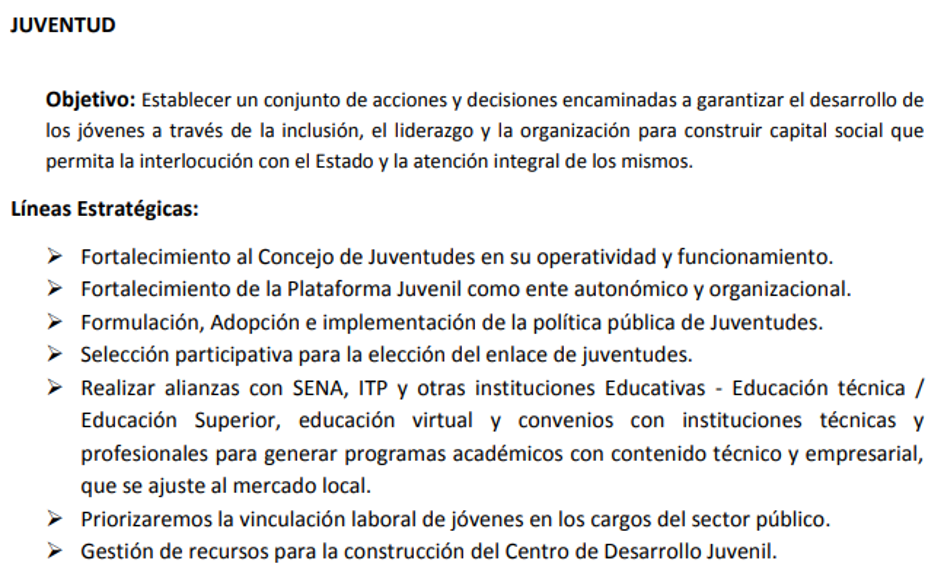 JUVENTUD
Objetivo: Establecer un conjunto de acciones y decisiones encaminadas a garantizar el desarrollo de
los jóvenes a través de la inclusión, el liderazgo y la organización para construir capital social que
permita la interlocución con el Estado y la atención integral de los mismos.
Líneas Estratégicas:
➢ Fortalecimiento al Concejo de Juventudes en su operatividad y funcionamiento.
➢ Fortalecimiento de la Plataforma Juvenil como ente autonómico y organizacional.
➢ Formulación, Adopción e implementación de la política pública de Juventudes.
➢ Selección participativa para la elección del enlace de juventudes.
➢ Realizar alianzas con SENA, ITP y otras instituciones Educativas - Educación técnica /
Educación Superior, educación virtual y convenios con instituciones técnicas y
profesionales para generar programas académicos con contenido técnico y empresarial,
que se ajuste al mercado local.
➢ Priorizaremos la vinculación laboral de jóvenes en los cargos del sector público.
➢ Gestión de recursos para la construcción del Centro de Desarrollo Juvenil.